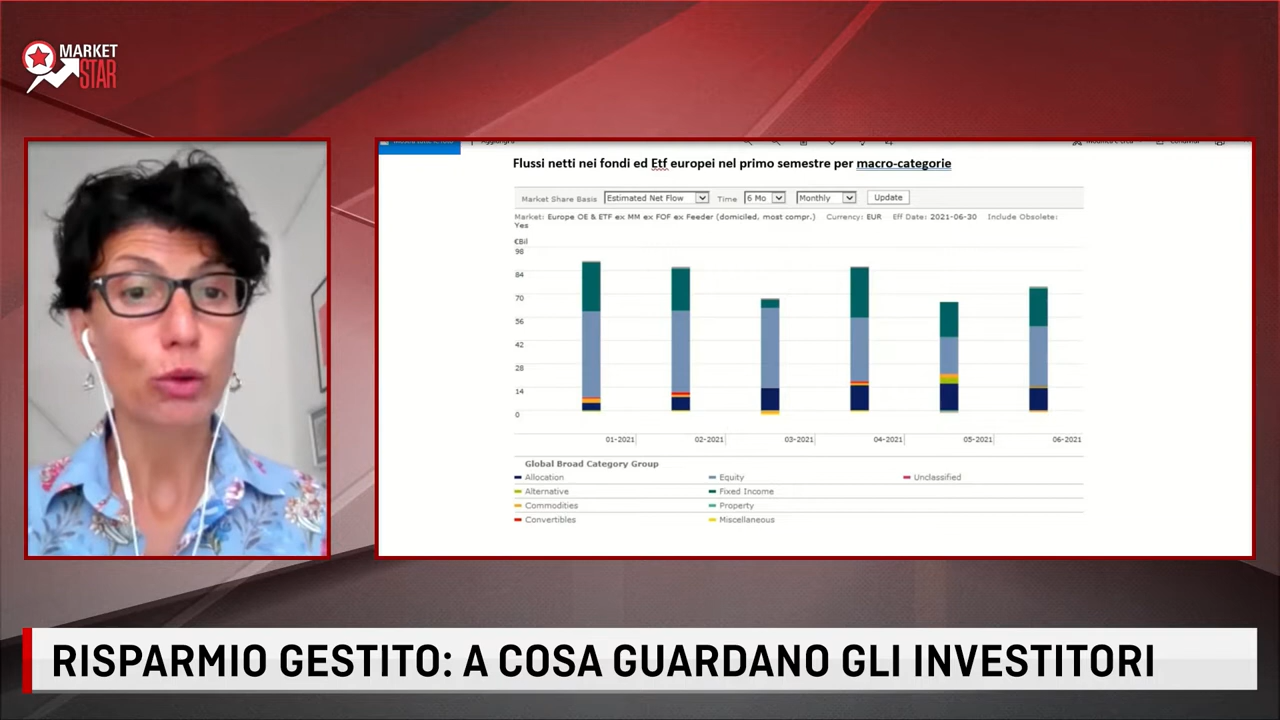 MARKET
STAR
Flussi netti nei fondi ed Etf europei nel primo semestre per macro-categorie
Market Share Basis Estimated Net Flow Time 6 Mo Monthly Update
Market: Europe OE & ETF ex MM ex FOF ex Feeder (domiciled, most compr.) Currency: EUR Eff Date: 2021-06-30 Include Obsolete:
Yes
€Bil
98
84
70
56
42
28
14
0
01-2021 02-2021 03-2021 04-2021 05-2021 06-2021
Global Broad Category Group
Allocation Equity Unclassified
Alternative Fixed Income
Commodities Property
Convertibles Miscellaneous
RISPARMIO GESTITO: A COSA GUARDANO GLI INVESTITORI